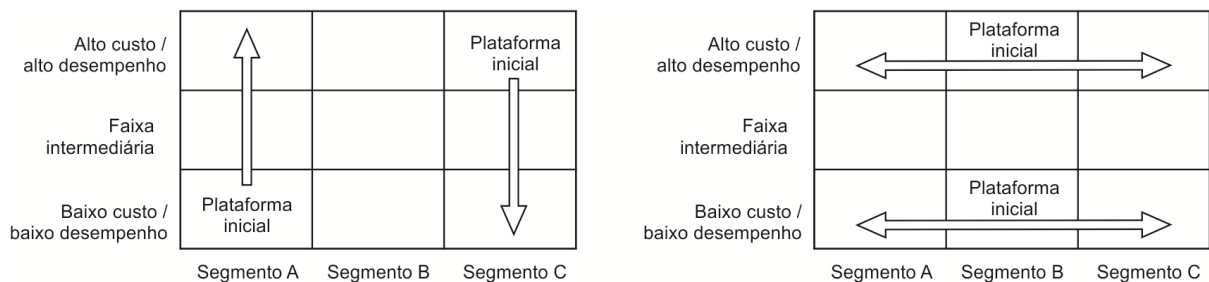 Alto custo /
alto desempenho
Plataforma
inicial
Faixa
intermediária
Baixo custo /
baixo desempenho
Plataforma
inicial
Segmento A
Segmento B
Segmento C
Alto custo /
alto desempenho
Plataforma
inicial
Faixa
intermediária
Baixo custo /
baixo desempenho
Plataforma
inicial
Segmento A
Segmento B
Segmento C